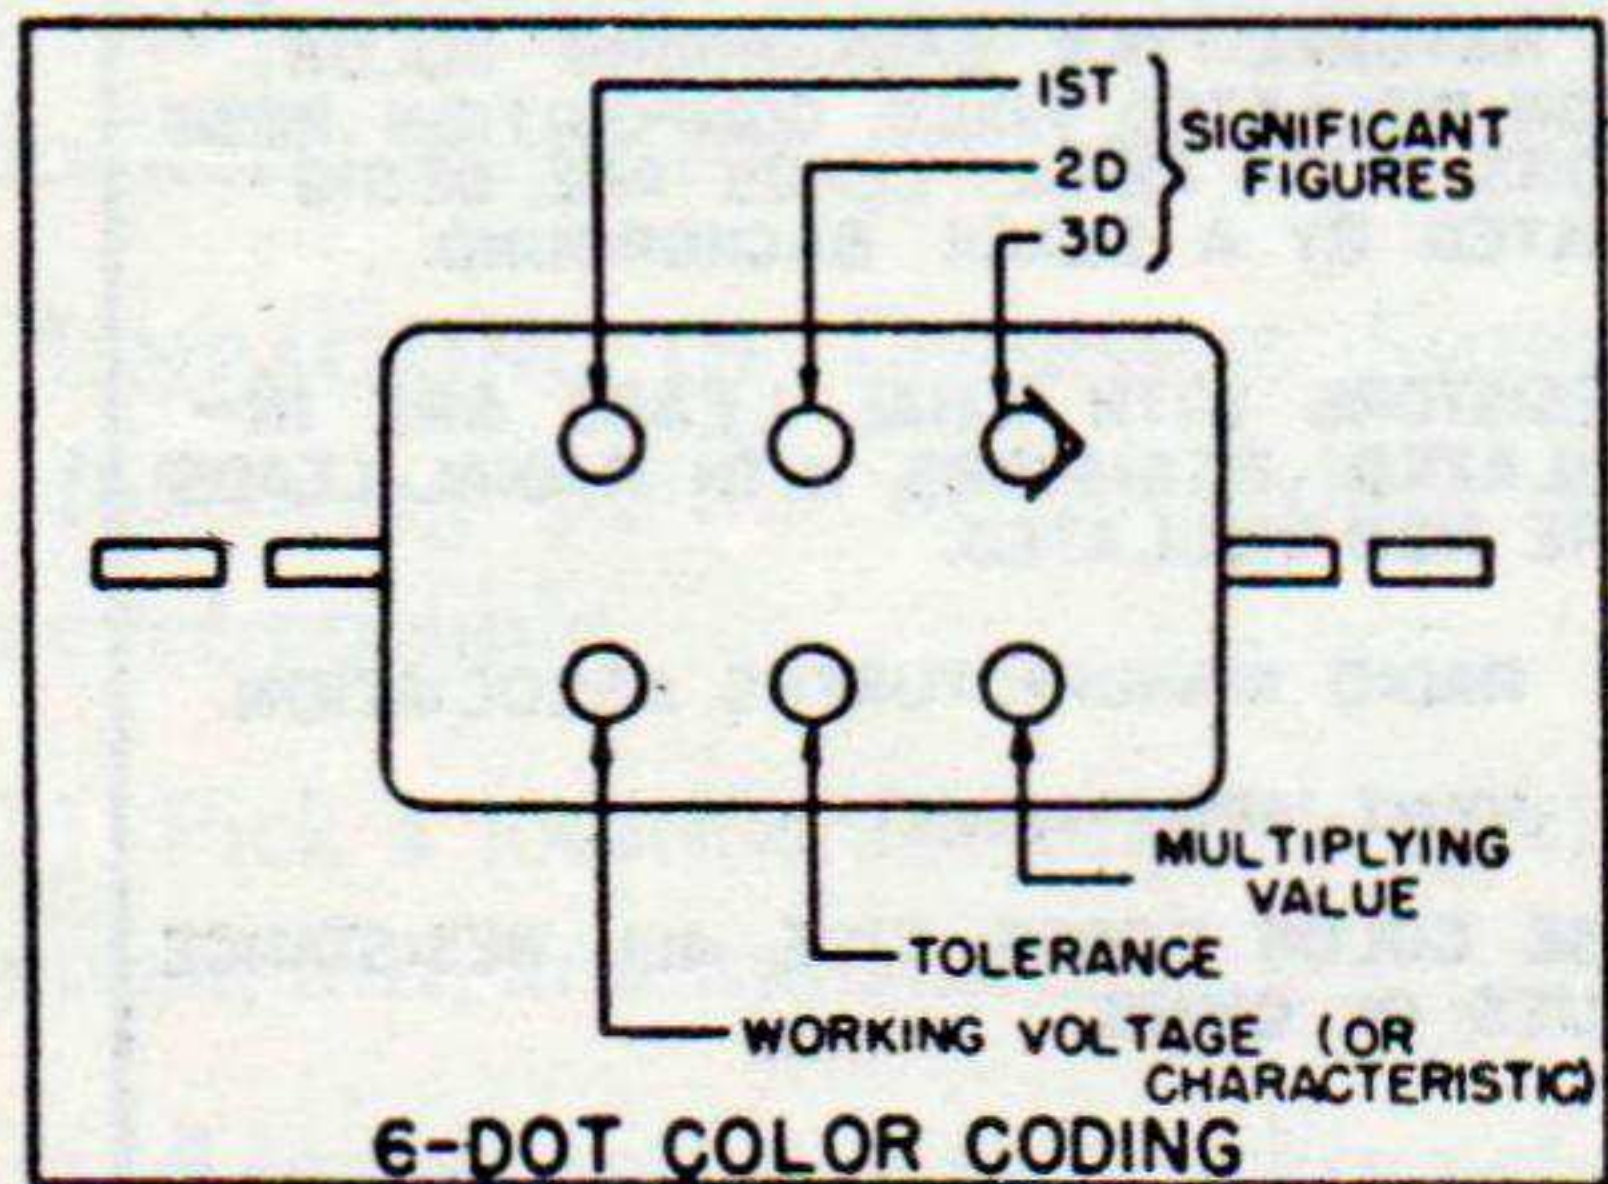 1ST
2D
3D
SIGNIFICANT
FIGURES
MULTIPLYING
VALUE
TOLERANCE
WORKING VOLTAGE (OR
CHARACTERISTIC)
6-DOT COLOR CODING